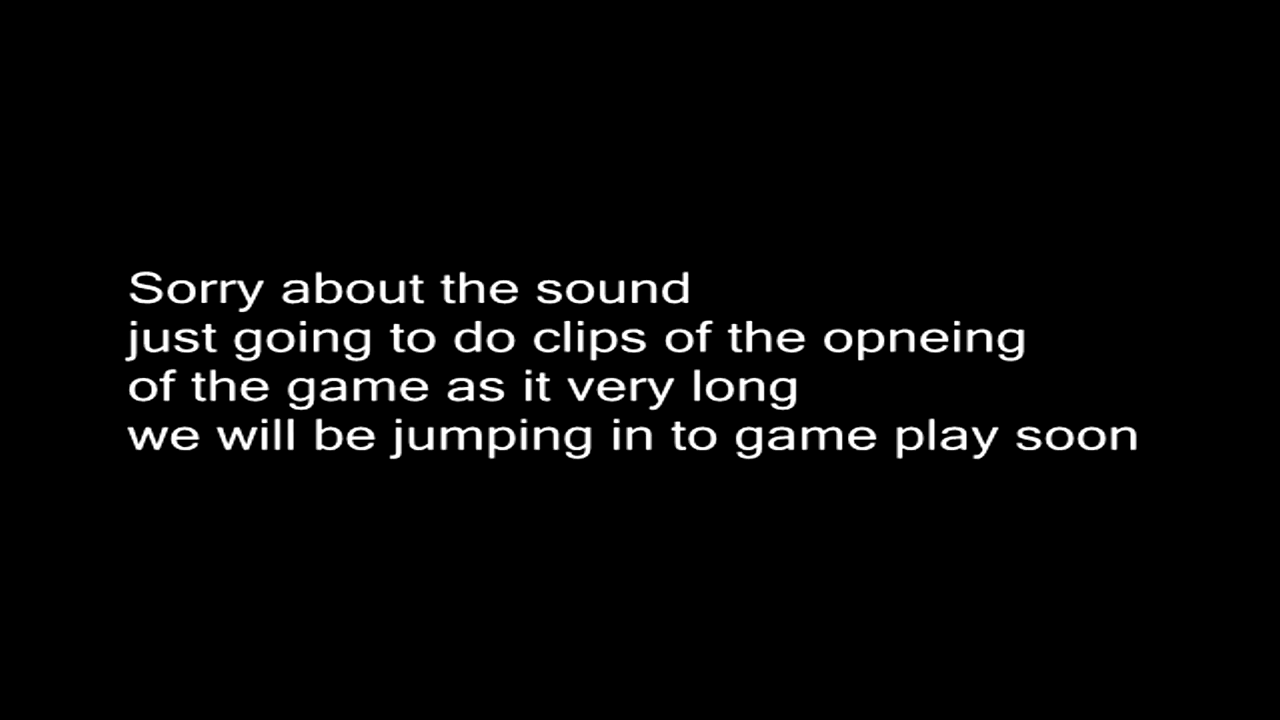 Sorry about the sound
just going to do clips of the opneing
of the game as it very long
we will be jumping in to game play soon